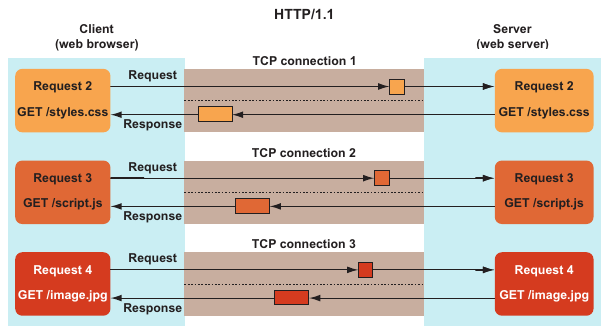 HTTP/1.1
Client
(web browser)
Server
(web server)
TCP connection 1
Request 2
GET /styles.css
Request
Response
Request 2
GET /styles.css
TCP connection 2
Request 3
GET /script.js
Request
Response
Request 3
GET /script.js
TCP connection 3
Request 4
GET /image.jpg
Request
Response
Request 4
GET /image.jpg